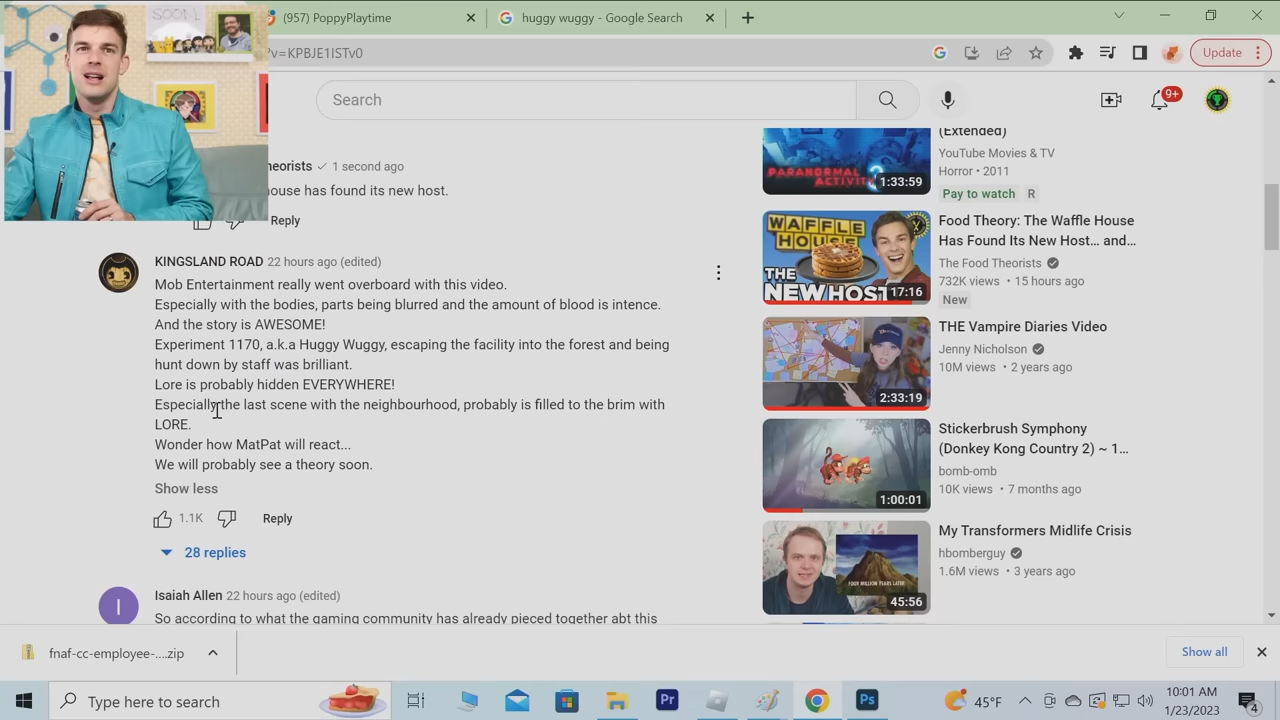 SOON
(957) PoppyPlaytime
huggy wuggy - Google Search
?v=KPBJE1ISTv0
Update
Search
9+
heorists 1 second ago
ouse has found its new host.
Reply
KINGSLAND ROAD 22 hours ago (edited)
Mob Entertainment really went overboard with this video.
Especially with the bodies, parts being blurred and the amount of blood is intence.
And the story is AWESOME!
Experiment 1170, a.k.a Huggy Wuggy, escaping the facility into the forest and being
hunt down by staff was brilliant.
Lore is probably hidden EVERYWHERE!
Especially the last scene with the neighbourhood, probably is filled to the brim with
LORE.
Wonder how MatPat will react...
We will probably see a theory soon.
Show less
1.1K Reply
28 replies
I
Isaiah Allen 22 hours ago (edited)
So according to what the gaming community has already pieced together abt this
PARANORMAL
ACTIVITY
1:33:59
(Extended)
YouTube Movies & TV
Horror • 2011
Pay to watch R
WAFFLE
HOUSE
THE
NEW HOST
17:16
Food Theory: The Waffle House
Has Found Its New Host… and…
The Food Theorists
732K views • 15 hours ago
New
2:33:19
THE Vampire Diaries Video
Jenny Nicholson
10M views • 2 years ago
1:00:01
Stickerbrush Symphony
(Donkey Kong Country 2) ~ 1…
bomb-omb
10K views • 7 months ago
FOUR MILLION YEARS LATER
45:56
My Transformers Midlife Crisis
hbomberguy
1.6M views • 3 years ago
fnaf-cc-employee-....zip
Show all
Type here to search
Pr
Ps
45°F
10:01 AM
1/23/2023
4